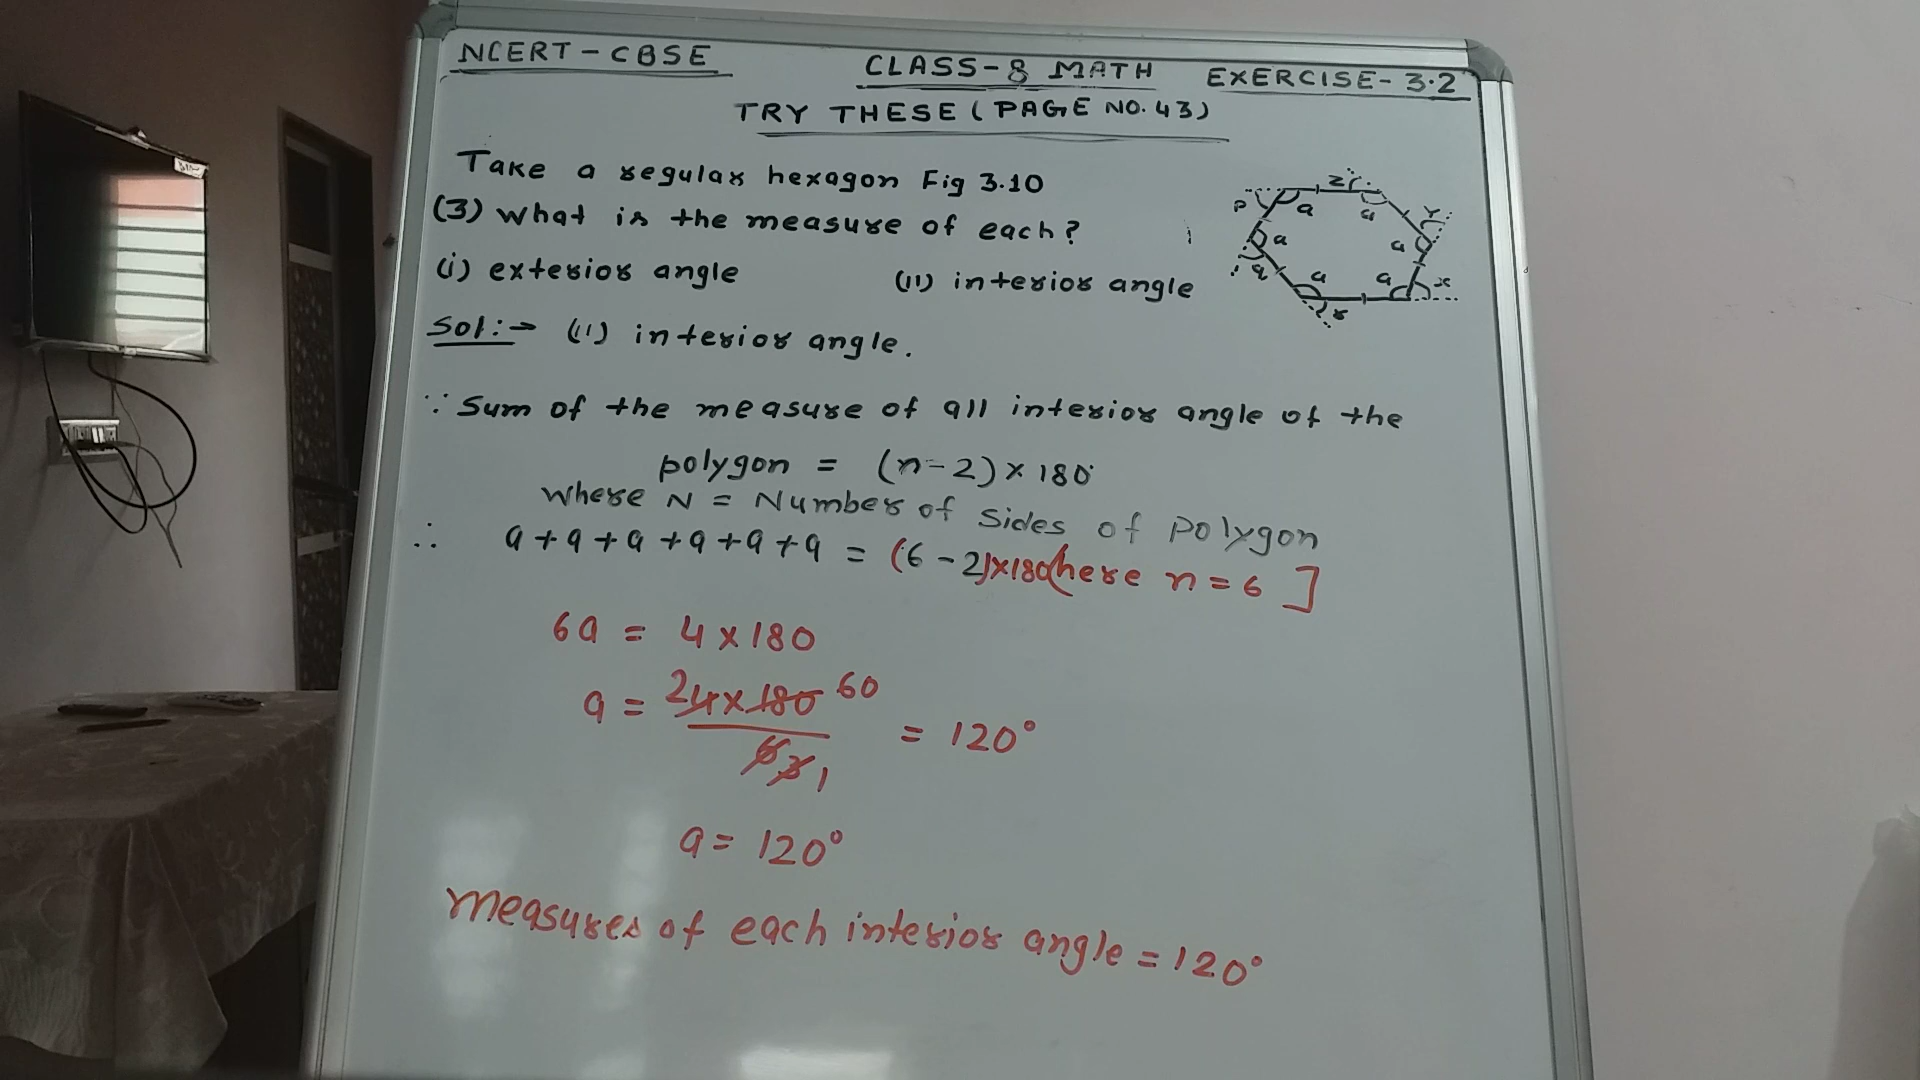 NCERT - CBSE CLASS-8 MATH EXERCISE- 3.2
TRY THESE (PAGE NO. 43)
Take a regular hexagon Fig 3.10
(3) What is the measure of each?
(i) exterior angle (ii) interior angle
Sol:→ (ii) interior angle.
∵ Sum of the measure of all interior angle of the
polygon = (n-2) × 180°
where N = Number of sides of polygon
∴ a+a+a+a+a+a = (6-2)×180 [here n=6]
6a = 4×180
a = 24×180 60
6 3 1
= 120°
a = 120°
Measures of each interior angle = 120°
P a z a r
a a y
q a a x